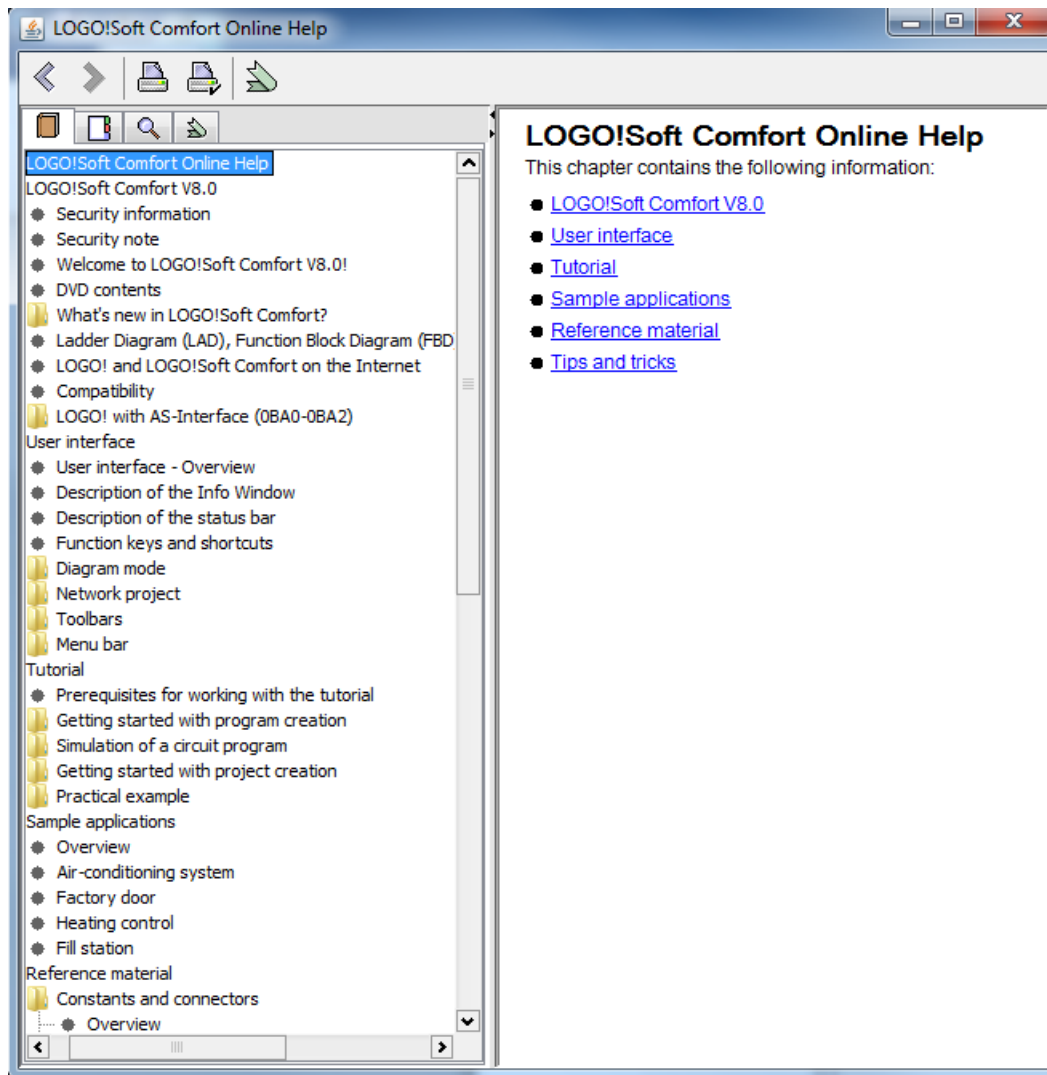 LOGO!Soft Comfort Online Help
LOGO!Soft Comfort Online Help
LOGO!Soft Comfort V8.0
Security information
Security note
Welcome to LOGO!Soft Comfort V8.0!
DVD contents
What's new in LOGO!Soft Comfort?
Ladder Diagram (LAD), Function Block Diagram (FBD
LOGO! and LOGO!Soft Comfort on the Internet
Compatibility
LOGO! with AS-Interface (0BA0-0BA2)
User interface
User interface - Overview
Description of the Info Window
Description of the status bar
Function keys and shortcuts
Diagram mode
Network project
Toolbars
Menu bar
Tutorial
Prerequisites for working with the tutorial
Getting started with program creation
Simulation of a circuit program
Getting started with project creation
Practical example
Sample applications
Overview
Air-conditioning system
Factory door
Heating control
Fill station
Reference material
Constants and connectors
Overview
LOGO!Soft Comfort Online Help
This chapter contains the following information:
LOGO!Soft Comfort V8.0
User interface
Tutorial
Sample applications
Reference material
Tips and tricks